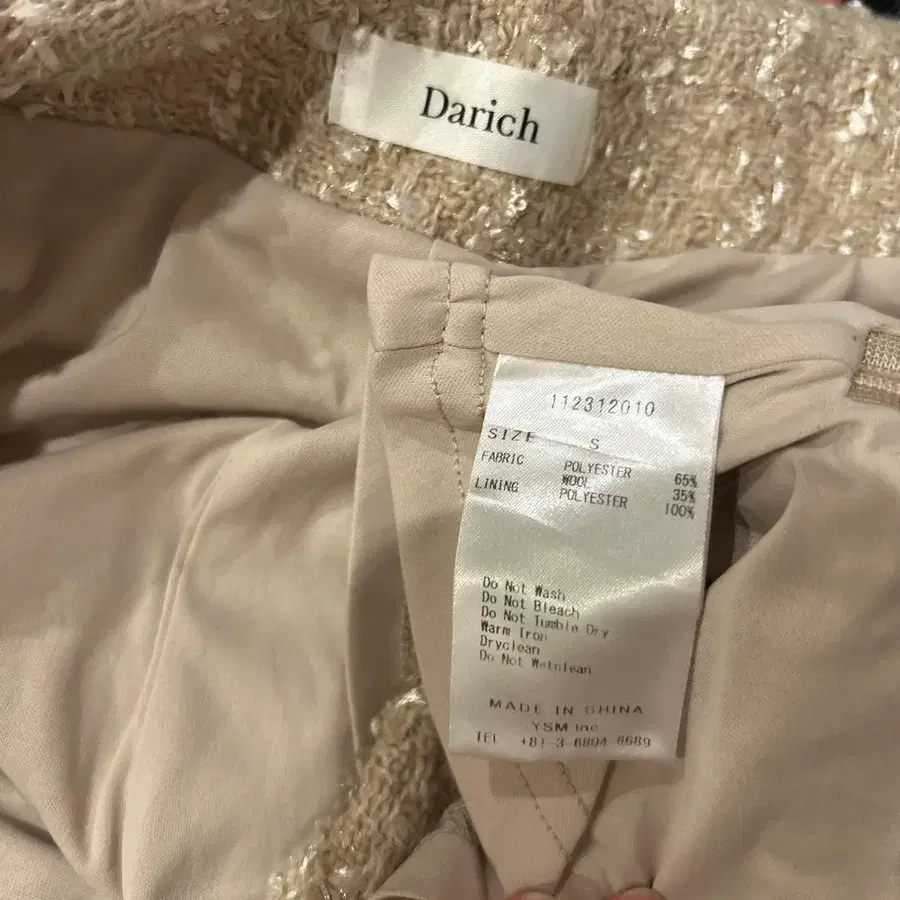 Darich
112312010
SIZE S
FABRIC POLYESTER 65%
WOOL 35%
LINING POLYESTER 100%
Do Not Wash
Do Not Bleach
Do Not Tumble Dry
Warm Iron
Dryclean
Do Not Wetclean
MADE IN CHINA
YSM Inc
TEL +81-3-6804-6689